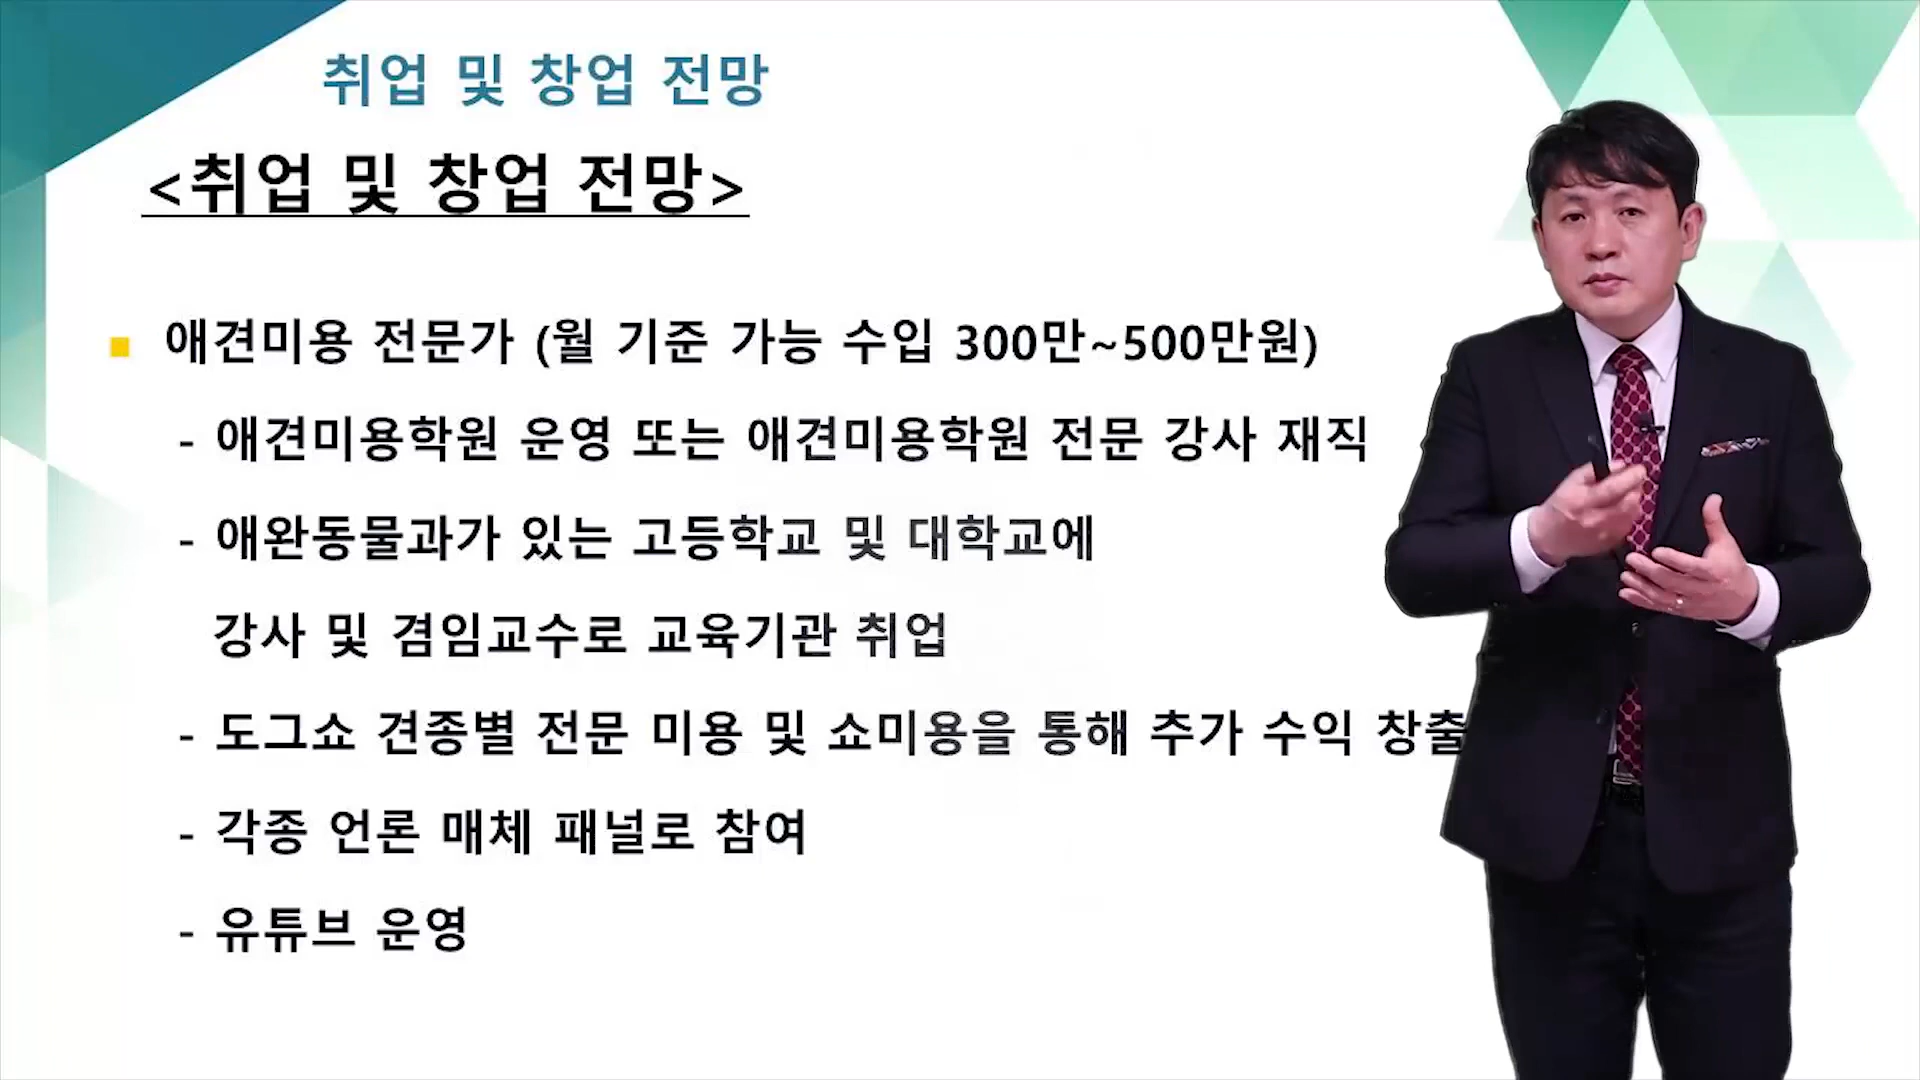 취업 및 창업 전망
<취업 및 창업 전망>
▪ 애견미용 전문가 (월 기준 가능 수입 300만~500만원)
- 애견미용학원 운영 또는 애견미용학원 전문 강사 재직
- 애완동물과가 있는 고등학교 및 대학교에
강사 및 겸임교수로 교육기관 취업
- 도그쇼 견종별 전문 미용 및 쇼미용을 통해 추가 수익 창출
- 각종 언론 매체 패널로 참여
- 유튜브 운영